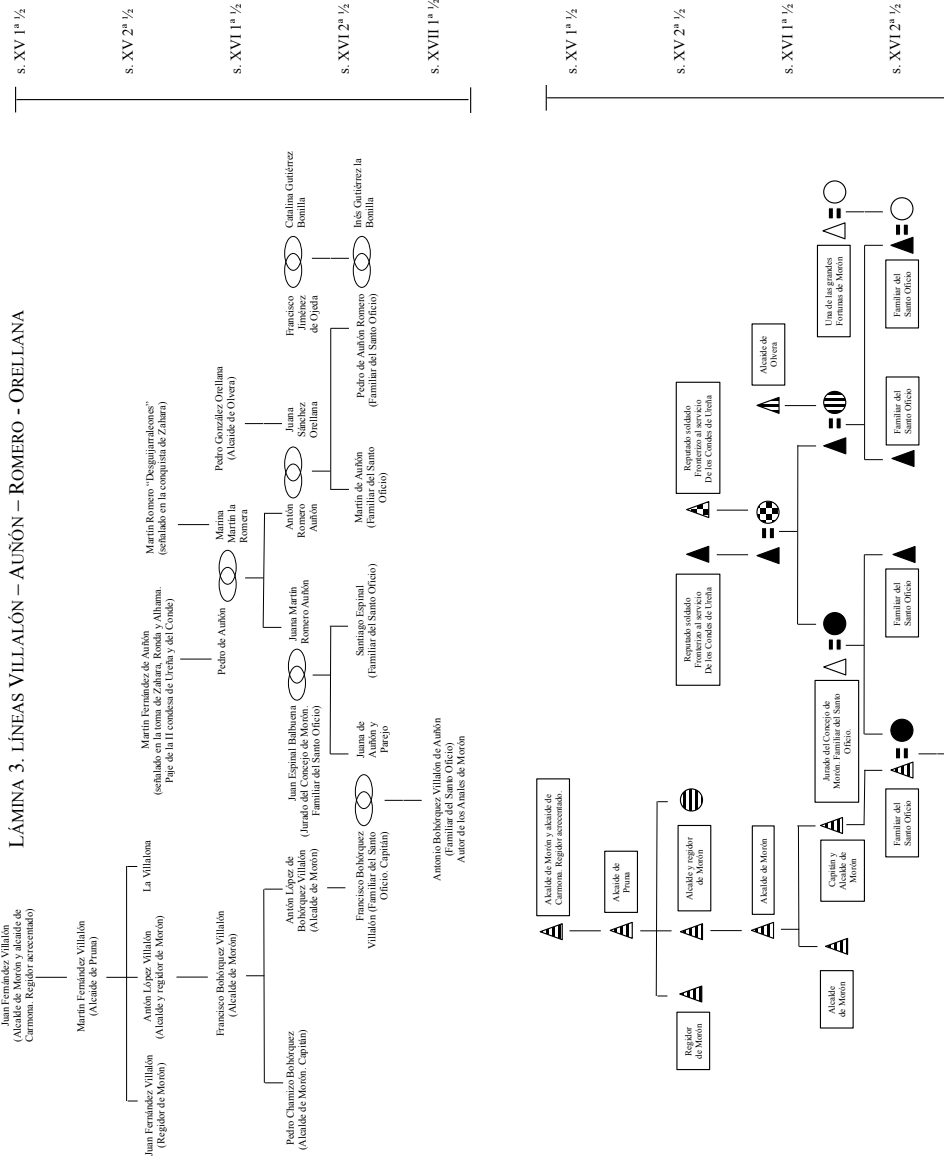 LÁMINA 3. LÍNEAS VILLALÓN – AUÑÓN – ROMERO - ORELLANA
Juan Fernández Villalón
(Alcalde de Morón y alcaide de
Carmona. Regidor acrecentado)
Martín Fernández Villalón
(Alcaide de Pruna)
Juan Fernández Villalón
(Regidor de Morón)
Antón López Villalón
(Alcalde y regidor de Morón)
La Villalona
Francisco Bohórquez Villalón
(Alcalde de Morón)
Pedro Chamizo Bohórquez
(Alcalde de Morón. Capitán)
Antón López de
Bohórquez Villalón
(Alcalde de Morón)
Francisco Bohórquez
Villalón (Familiar del Santo
Oficio. Capitán)
Juana de
Auñón y
Parejo
Antonio Bohórquez Villalón de Auñón
(Familiar del Santo Oficio)
Autor de los Anales de Morón
Martín Fernández de Auñón
(señalado en la toma de Zahara, Ronda y Alhama.
Paje de la II condesa de Ureña y del Conde)
Martín Romero "Desguijarraleones"
(señalado en la conquista de Zahara)
Pedro de Auñón
Marina
Martín la
Romera
Pedro González Orellana
(Alcaide de Olvera)
Juan Espinal Balbuena
(Jurado del Concejo de Morón.
Familiar del Santo Oficio)
Juana Martín
Romero Auñón
Antón
Romero
Auñón
Juana
Sánchez
Orellana
Francisco
Jiménez
de Ojeda
Catalina Gutiérrez
Bonilla
Santiago Espinal
(Familiar del Santo Oficio)
Martín de Auñón
(Familiar del Santo
Oficio)
Pedro de Auñón Romero
(Familiar del Santo Oficio)
Inés Gutiérrez la
Bonilla
s. XV 1ª ½
s. XV 2ª ½
s. XVI 1ª ½
s. XVI 2ª ½
s. XVII 1ª ½
Alcalde de Morón y alcaide de
Carmona. Regidor acrecentado.
Alcaide de
Pruna
Regidor
de Morón
Alcalde y regidor
de Morón
Alcalde de Morón
Alcalde
de Morón
Capitán y
Alcalde de
Morón
Familiar del
Santo Oficio
Reputado soldado
Fronterizo al servicio
De los Condes de Ureña
Reputado soldado
Fronterizo al servicio
De los Condes de Ureña
Alcaide de
Olvera
Jurado del Concejo de
Morón. Familiar del Santo
Oficio.
Una de las grandes
Fortunas de Morón
Familiar del
Santo Oficio
Familiar del
Santo Oficio
Familiar del
Santo Oficio
s. XV 1ª ½
s. XV 2ª ½
s. XVI 1ª ½
s. XVI 2ª ½